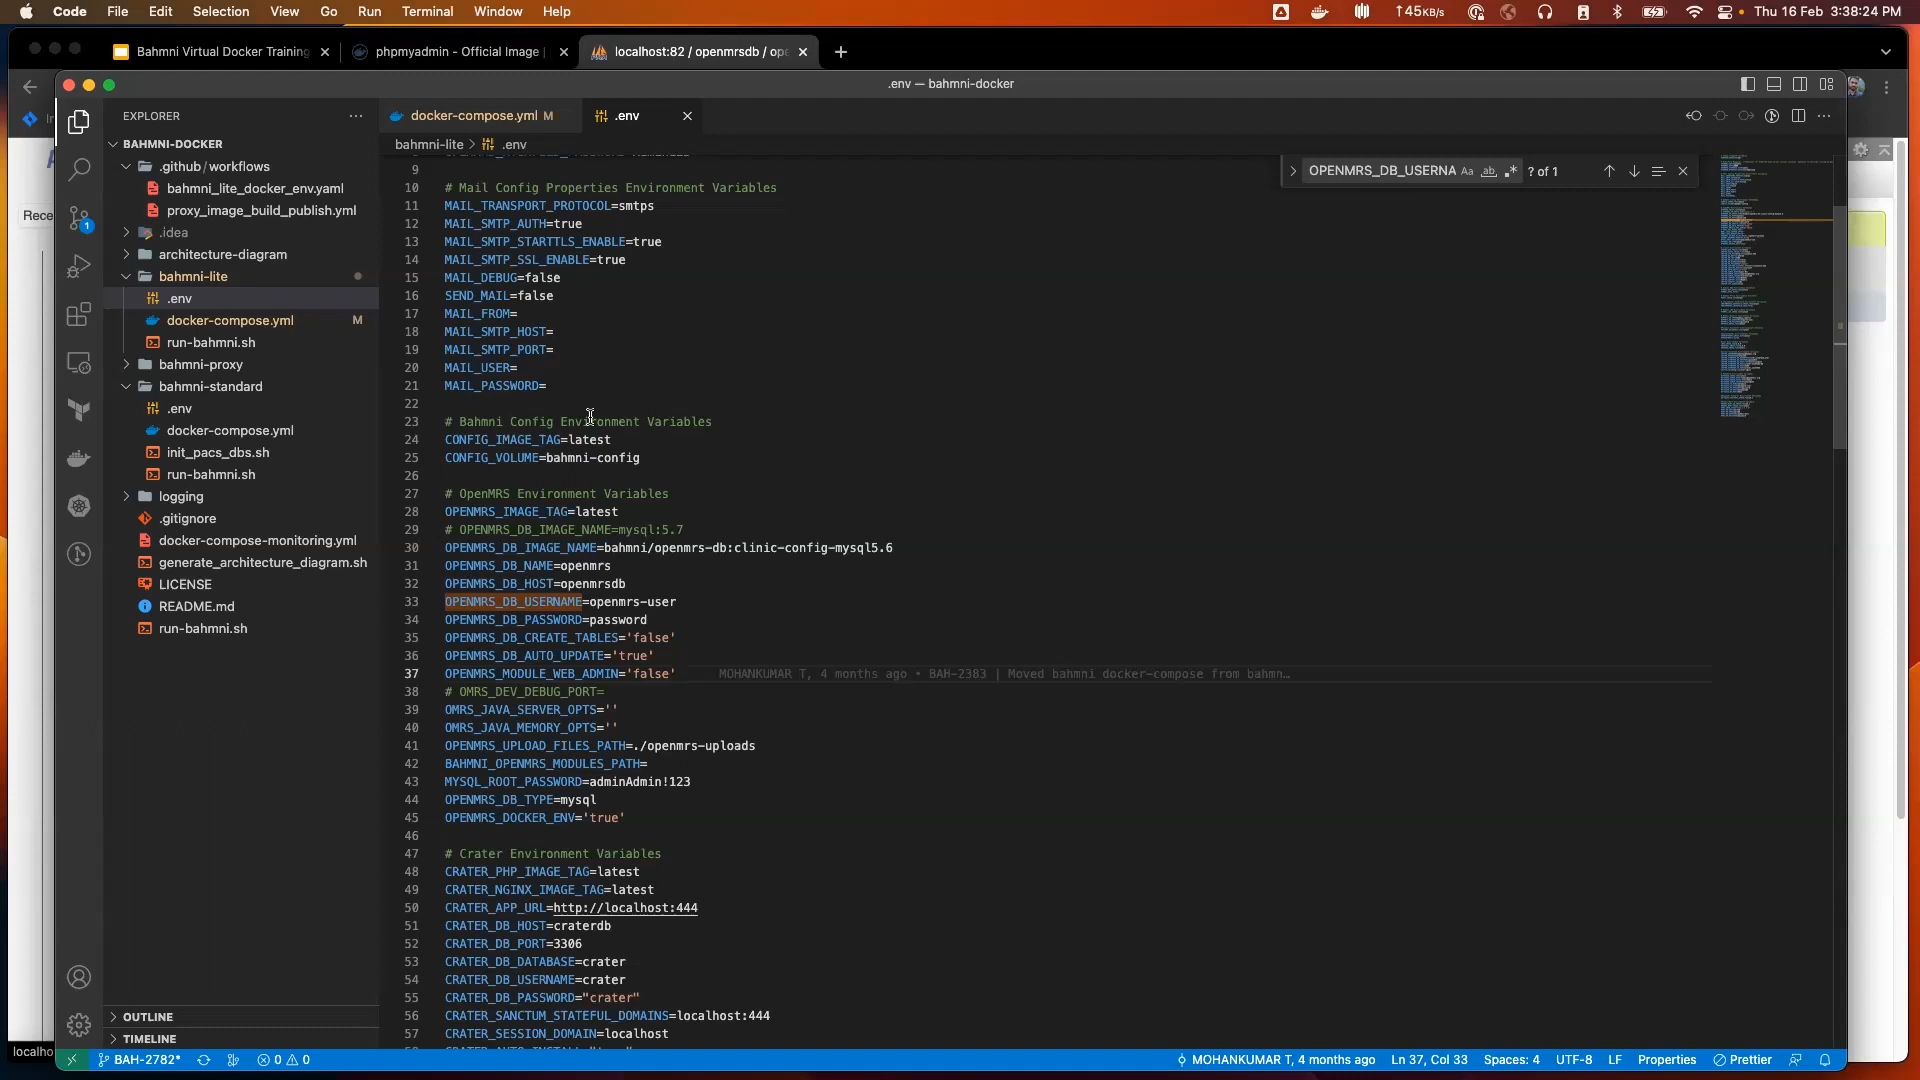 Code File Edit Selection View Go Run Terminal Window Help
45KB/s Thu 16 Feb 3:38:24 PM
Bahmni Virtual Docker Training
phpmyadmin - Official Image
localhost:82 / openmrsdb / ope
.env — bahmni-docker
EXPLORER
docker-compose.yml M
.env
bahmni-lite > .env
BAHMNI-DOCKER
.github/workflows
bahmni_lite_docker_env.yaml
proxy_image_build_publish.yml
.idea
architecture-diagram
bahmni-lite
.env
docker-compose.yml M
run-bahmni.sh
bahmni-proxy
bahmni-standard
.env
docker-compose.yml
init_pacs_dbs.sh
run-bahmni.sh
logging
.gitignore
docker-compose-monitoring.yml
generate_architecture_diagram.sh
LICENSE
README.md
run-bahmni.sh
OUTLINE
TIMELINE
Rece
1
OPENMRS_DB_USERNA Aa ab ? of 1
9
10 # Mail Config Properties Environment Variables
11 MAIL_TRANSPORT_PROTOCOL=smtps
12 MAIL_SMTP_AUTH=true
13 MAIL_SMTP_STARTTLS_ENABLE=true
14 MAIL_SMTP_SSL_ENABLE=true
15 MAIL_DEBUG=false
16 SEND_MAIL=false
17 MAIL_FROM=
18 MAIL_SMTP_HOST=
19 MAIL_SMTP_PORT=
20 MAIL_USER=
21 MAIL_PASSWORD=
22
23 # Bahmni Config Environment Variables
24 CONFIG_IMAGE_TAG=latest
25 CONFIG_VOLUME=bahmni-config
26
27 # OpenMRS Environment Variables
28 OPENMRS_IMAGE_TAG=latest
29 # OPENMRS_DB_IMAGE_NAME=mysql:5.7
30 OPENMRS_DB_IMAGE_NAME=bahmni/openmrs-db:clinic-config-mysql5.6
31 OPENMRS_DB_NAME=openmrs
32 OPENMRS_DB_HOST=openmrsdb
33 OPENMRS_DB_USERNAME=openmrs-user
34 OPENMRS_DB_PASSWORD=password
35 OPENMRS_DB_CREATE_TABLES='false'
36 OPENMRS_DB_AUTO_UPDATE='true'
37 OPENMRS_MODULE_WEB_ADMIN='false' MOHANKUMAR T, 4 months ago • BAH-2383 | Moved bahmni docker-compose from bahmn…
38 # OMRS_DEV_DEBUG_PORT=
39 OMRS_JAVA_SERVER_OPTS=''
40 OMRS_JAVA_MEMORY_OPTS=''
41 OPENMRS_UPLOAD_FILES_PATH=./openmrs-uploads
42 BAHMNI_OPENMRS_MODULES_PATH=
43 MYSQL_ROOT_PASSWORD=adminAdmin!123
44 OPENMRS_DB_TYPE=mysql
45 OPENMRS_DOCKER_ENV='true'
46
47 # Crater Environment Variables
48 CRATER_PHP_IMAGE_TAG=latest
49 CRATER_NGINX_IMAGE_TAG=latest
50 CRATER_APP_URL=http://localhost:444
51 CRATER_DB_HOST=craterdb
52 CRATER_DB_PORT=3306
53 CRATER_DB_DATABASE=crater
54 CRATER_DB_USERNAME=crater
55 CRATER_DB_PASSWORD="crater"
56 CRATER_SANCTUM_STATEFUL_DOMAINS=localhost:444
57 CRATER_SESSION_DOMAIN=localhost
localho
BAH-2782* 0 0 MOHANKUMAR T, 4 months ago Ln 37, Col 33 Spaces: 4 UTF-8 LF Properties Prettier